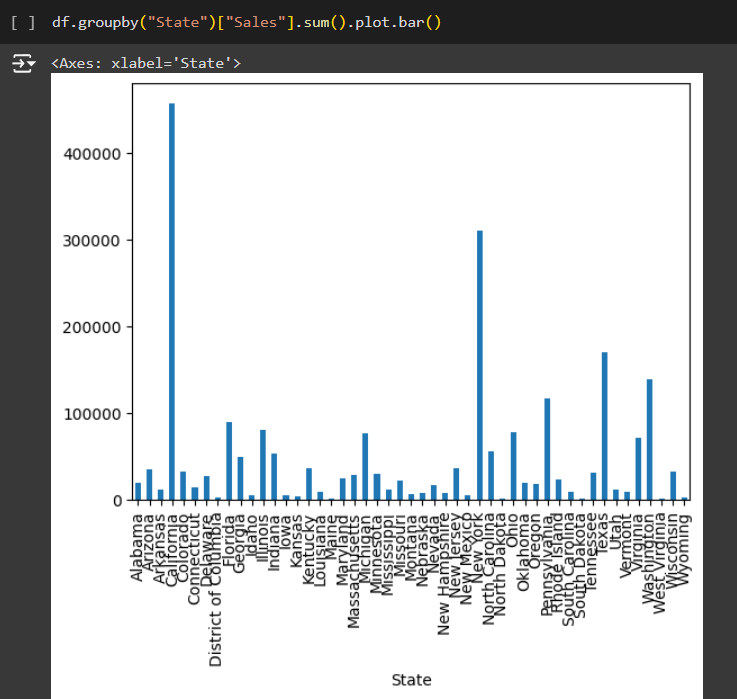 [ ] df.groupby("State")["Sales"].sum().plot.bar()
<Axes: xlabel='State'>
400000
300000
200000
100000
0
Alabama
Arizona
Arkansas
California
Colorado
Connecticut
Delaware
District of Columbia
Florida
Georgia
Idaho
Illinois
Indiana
Iowa
Kansas
Kentucky
Louisiana
Maine
Maryland
Massachusetts
Michigan
Minnesota
Mississippi
Missouri
Montana
Nebraska
Nevada
New Hampshire
New Jersey
New Mexico
New York
North Carolina
North Dakota
Ohio
Oklahoma
Oregon
Pennsylvania
Rhode Island
South Carolina
South Dakota
Tennessee
Texas
Utah
Vermont
Virginia
Washington
West Virginia
Wisconsin
Wyoming
State